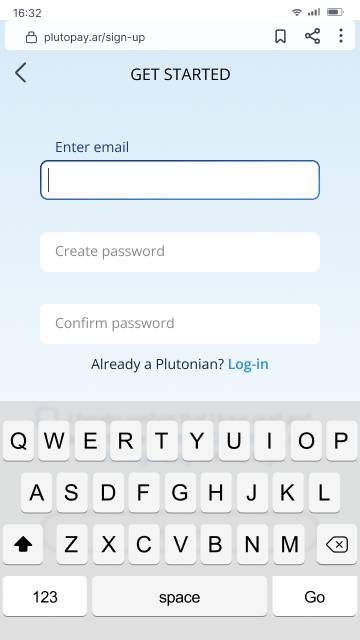 16:32
plutopay.ar/sign-up
GET STARTED
Enter email
Create password
Confirm password
Already a Plutonian? Log-in
Q W E R T Y U I O P
A S D F G H J K L
Z X C V B N M
123 space Go